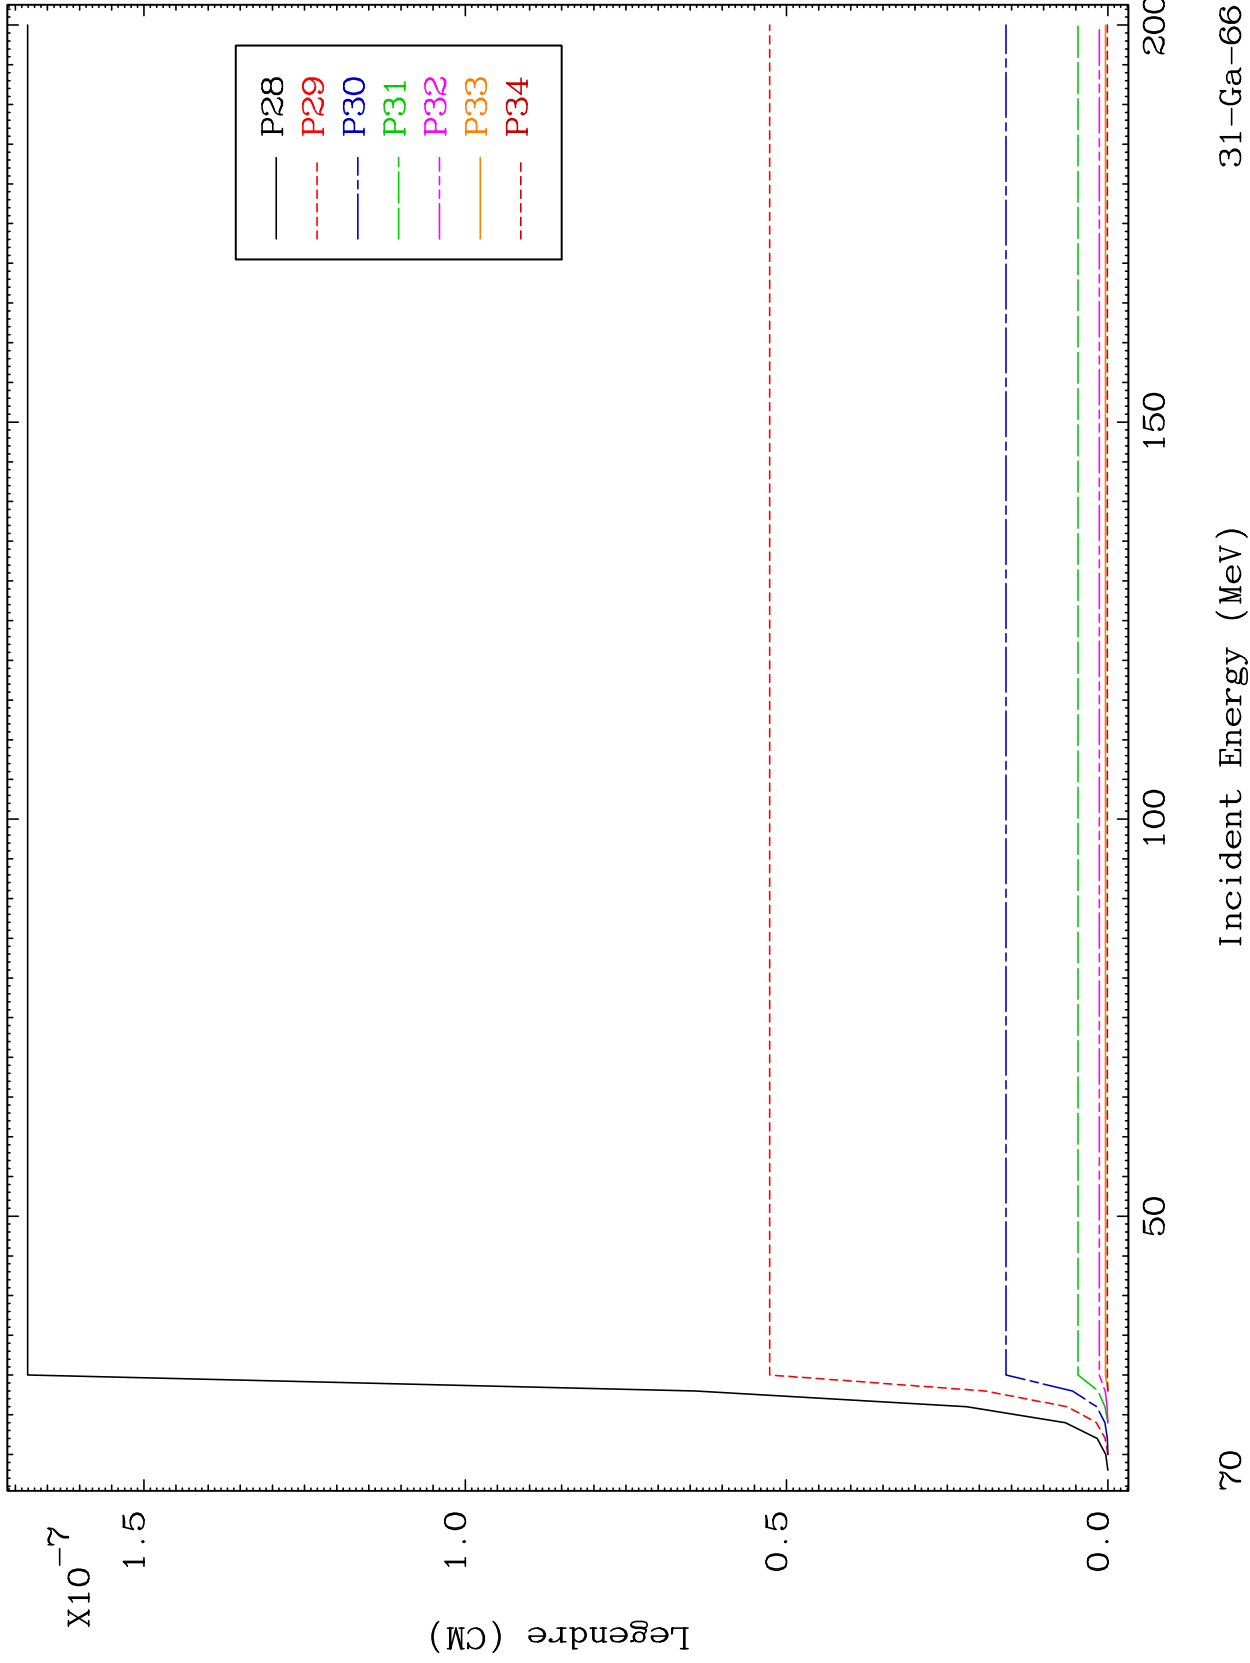 X10⁻⁷
1.5
1.0
0.5
0.0
Legendre (CM)
P28
P29
P30
P31
P32
P33
P34
50
100
150
200
Incident Energy (MeV)
70
31-Ga-66